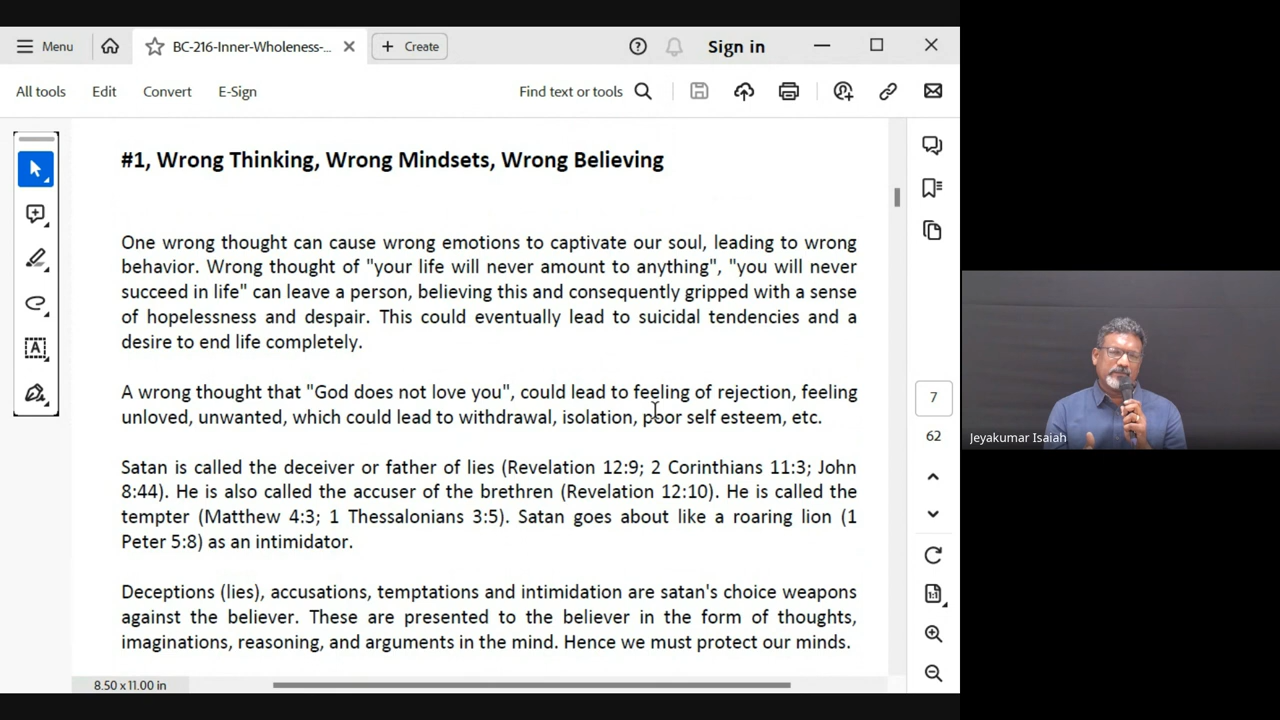 Menu
BC-216-Inner-Wholeness-...
Create
Sign in
All tools
Edit
Convert
E-Sign
Find text or tools
#1, Wrong Thinking, Wrong Mindsets, Wrong Believing
One wrong thought can cause wrong emotions to captivate our soul, leading to wrong
behavior. Wrong thought of "your life will never amount to anything", "you will never
succeed in life" can leave a person, believing this and consequently gripped with a sense
of hopelessness and despair. This could eventually lead to suicidal tendencies and a
desire to end life completely.
A wrong thought that "God does not love you", could lead to feeling of rejection, feeling
unloved, unwanted, which could lead to withdrawal, isolation, poor self esteem, etc.
Satan is called the deceiver or father of lies (Revelation 12:9; 2 Corinthians 11:3; John
8:44). He is also called the accuser of the brethren (Revelation 12:10). He is called the
tempter (Matthew 4:3; 1 Thessalonians 3:5). Satan goes about like a roaring lion (1
Peter 5:8) as an intimidator.
Deceptions (lies), accusations, temptations and intimidation are satan's choice weapons
against the believer. These are presented to the believer in the form of thoughts,
imaginations, reasoning, and arguments in the mind. Hence we must protect our minds.
8.50 x 11.00 in
7
62
1:1
Jeyakumar Isaiah